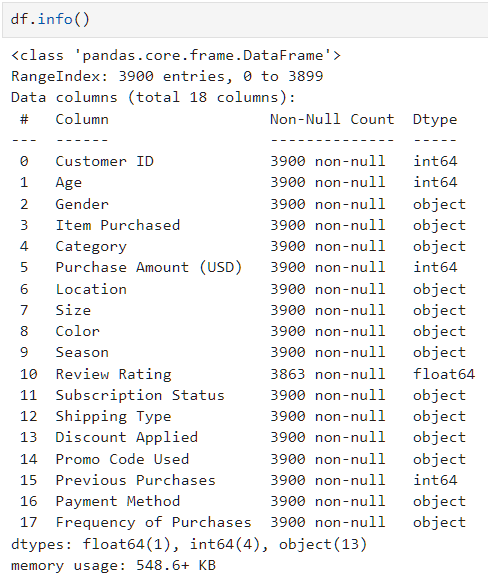 df.info()
<class 'pandas.core.frame.DataFrame'>
RangeIndex: 3900 entries, 0 to 3899
Data columns (total 18 columns):
 #   Column                  Non-Null Count  Dtype
---  ------                  --------------  -----
 0   Customer ID             3900 non-null   int64
 1   Age                     3900 non-null   int64
 2   Gender                  3900 non-null   object
 3   Item Purchased          3900 non-null   object
 4   Category                3900 non-null   object
 5   Purchase Amount (USD)   3900 non-null   int64
 6   Location                3900 non-null   object
 7   Size                    3900 non-null   object
 8   Color                   3900 non-null   object
 9   Season                  3900 non-null   object
 10  Review Rating           3863 non-null   float64
 11  Subscription Status     3900 non-null   object
 12  Shipping Type           3900 non-null   object
 13  Discount Applied        3900 non-null   object
 14  Promo Code Used         3900 non-null   object
 15  Previous Purchases      3900 non-null   int64
 16  Payment Method          3900 non-null   object
 17  Frequency of Purchases  3900 non-null   object
dtypes: float64(1), int64(4), object(13)
memory usage: 548.6+ KB